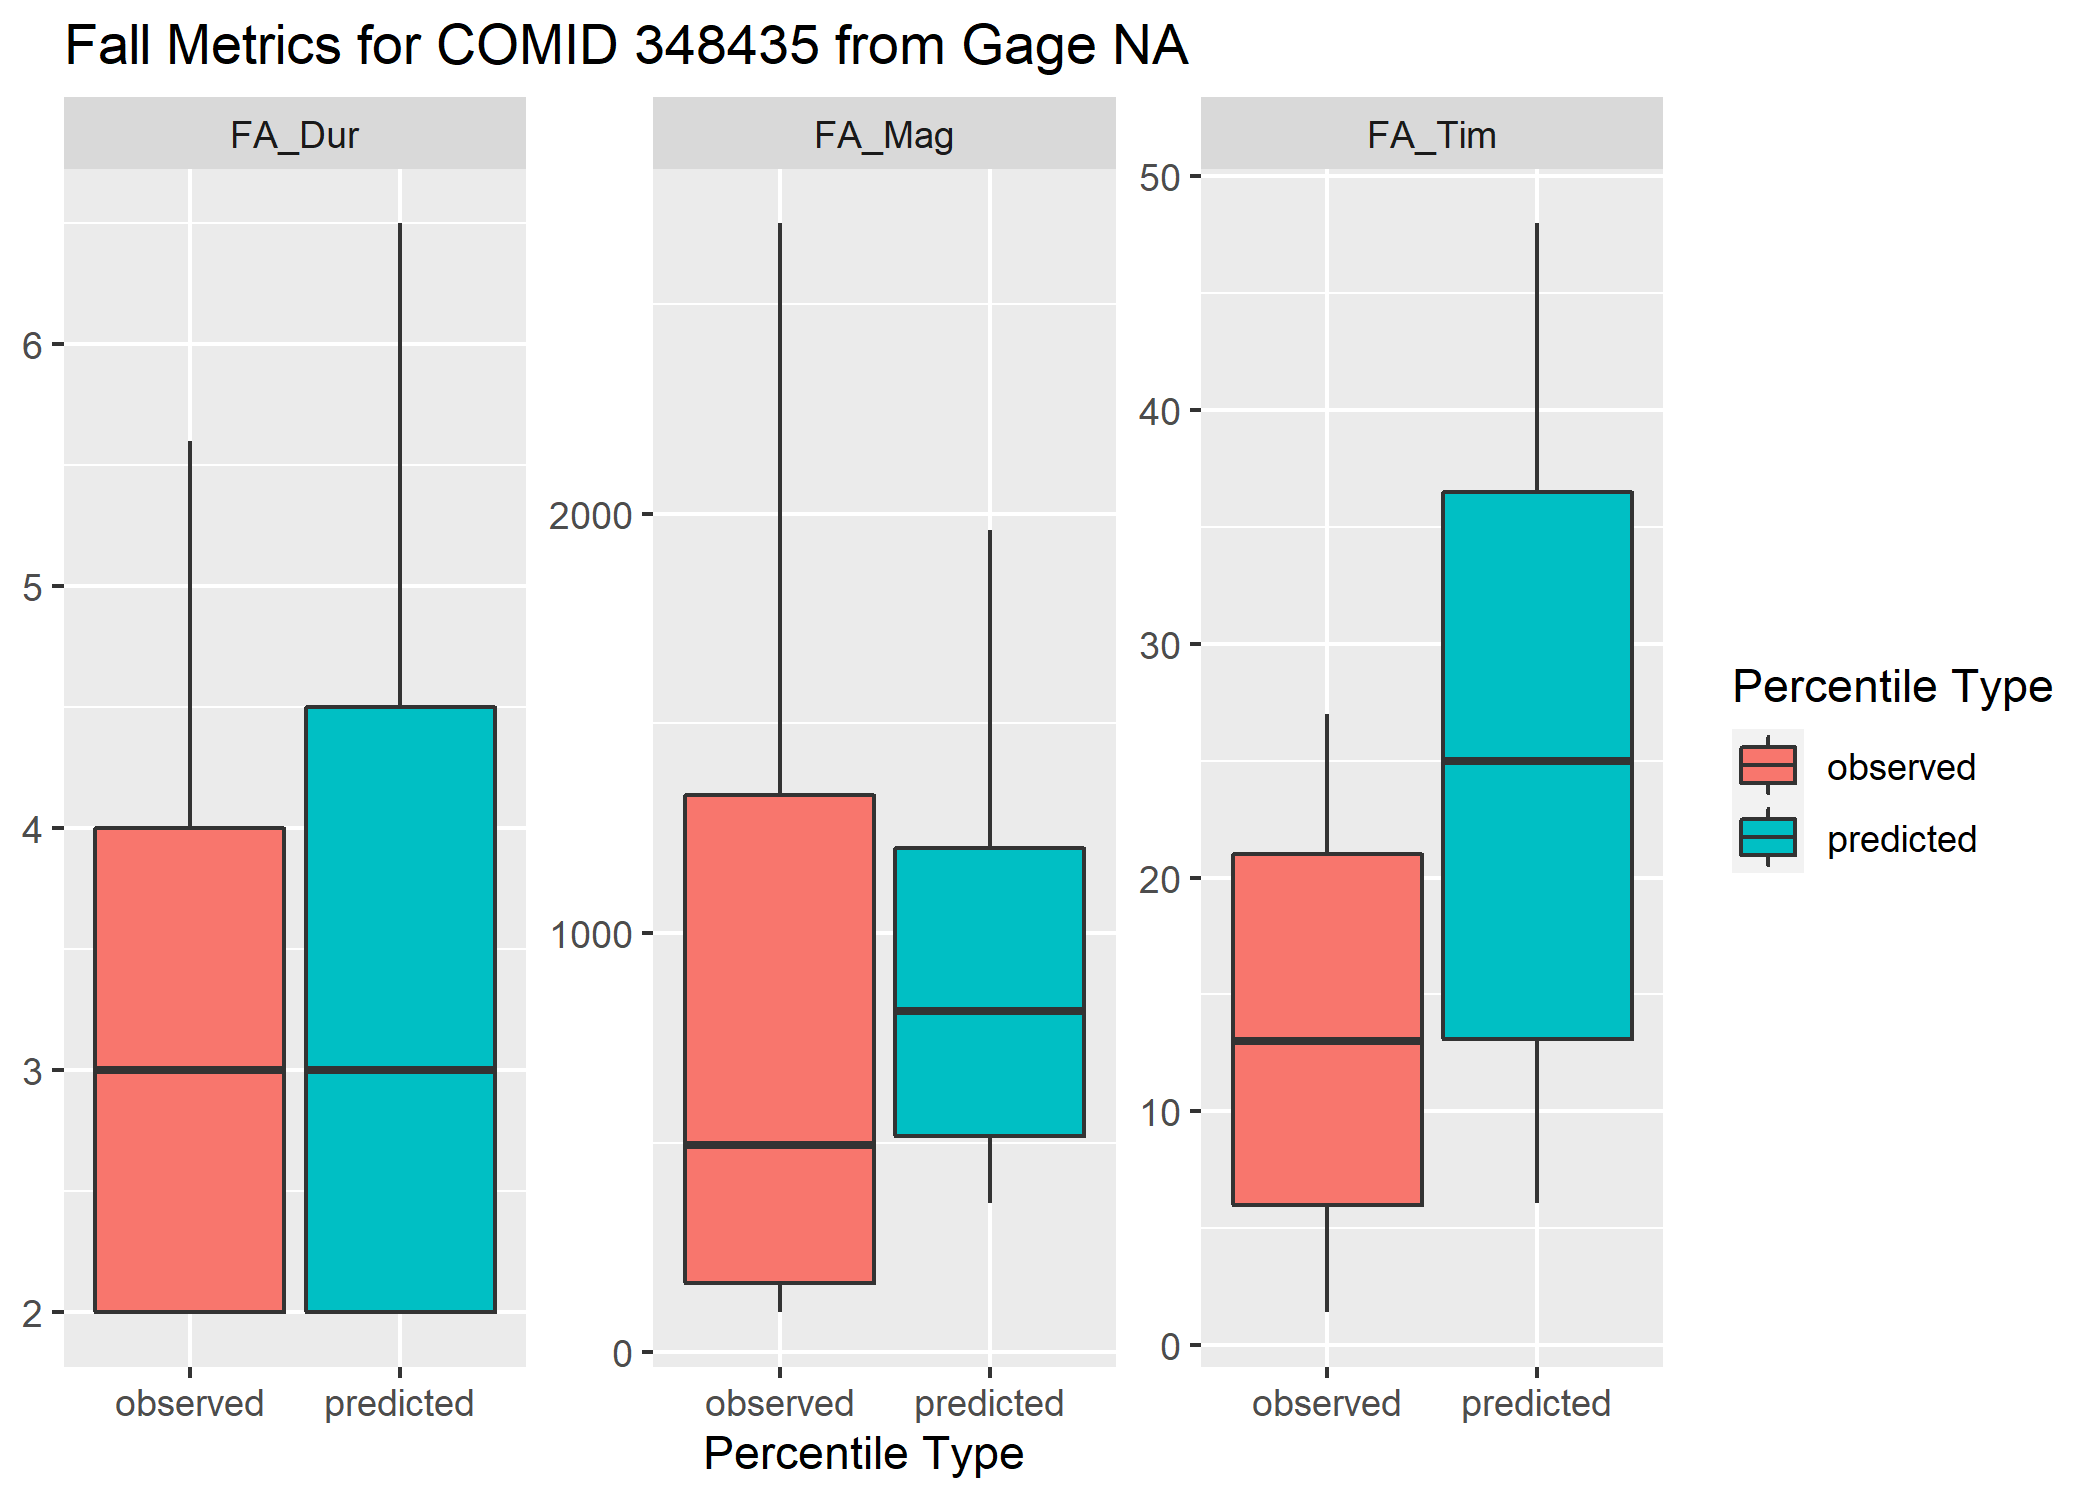 Fall Metrics for COMID 348435 from Gage NA
FA_Dur
FA_Mag
FA_Tim
6
5
4
3
2
2000
1000
0
50
40
30
20
10
0
observed
predicted
observed
predicted
observed
predicted
Percentile Type
Percentile Type
observed
predicted